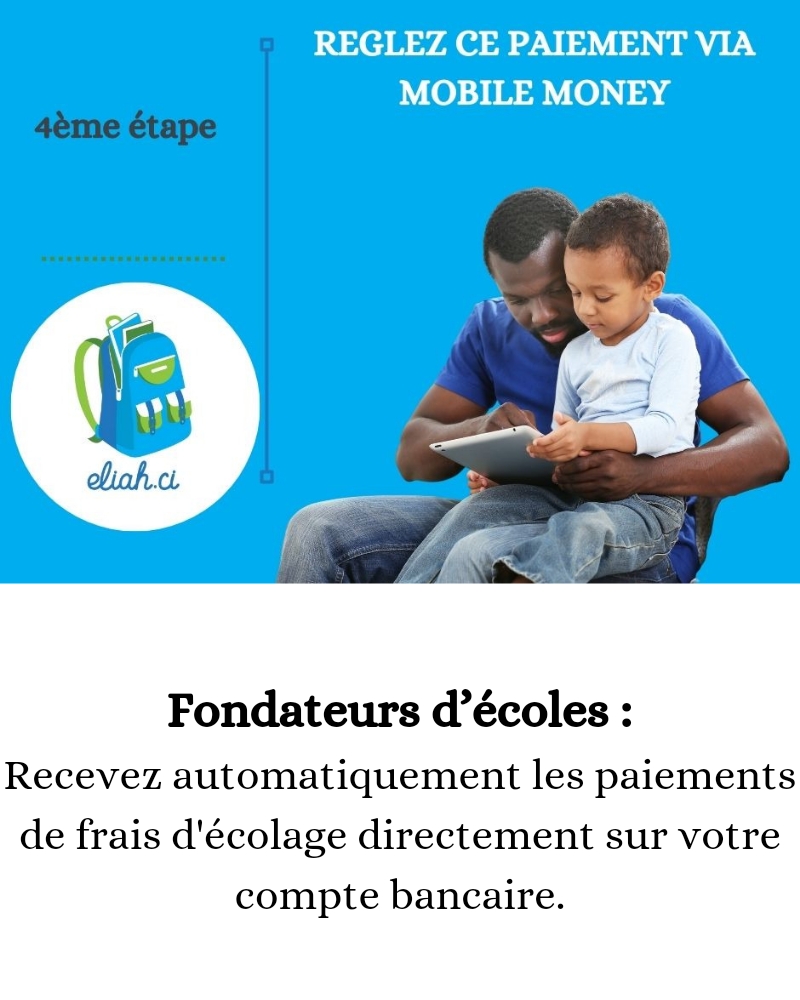 REGLEZ CE PAIEMENT VIA
MOBILE MONEY
4ème étape
eliah.ci
Fondateurs d’écoles :
Recevez automatiquement les paiements
de frais d'écolage directement sur votre
compte bancaire.